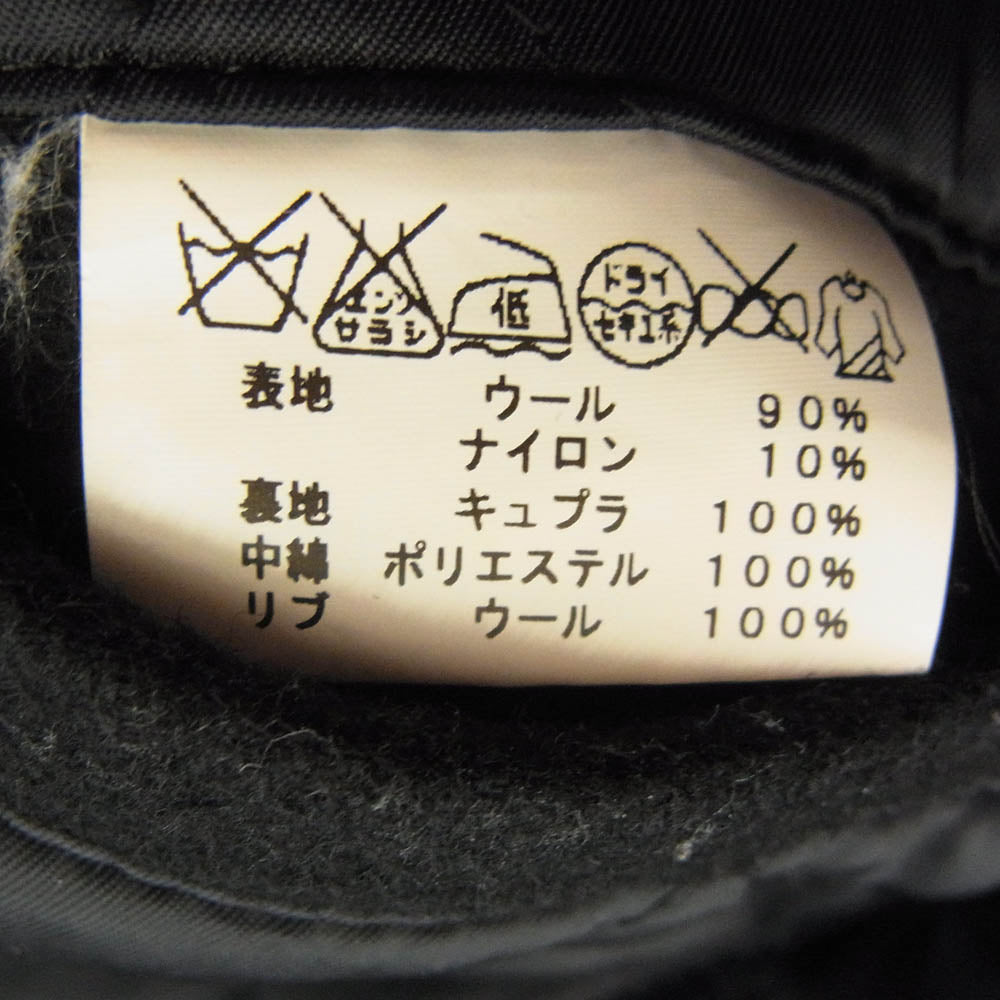 エンソ
サラシ
低
ドライ
セキユ系
表地 ウール 90%
ナイロン 10%
裏地 キュプラ 100%
中綿 ポリエステル 100%
リブ ウール 100%